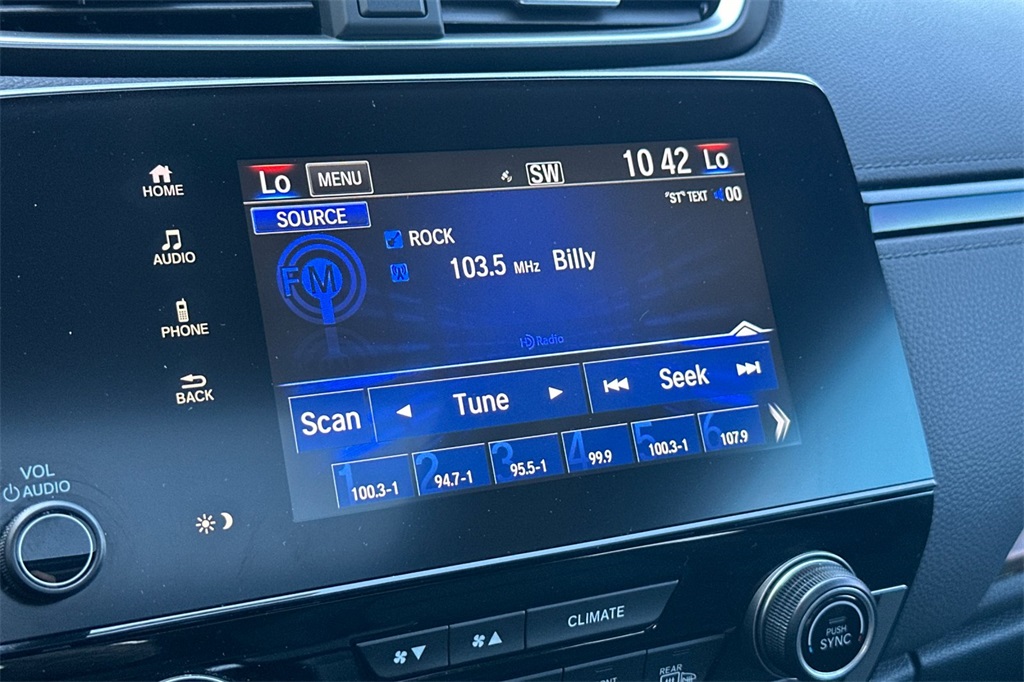 Lo MENU SW 10 42 Lo
HOME
SOURCE "ST" TEXT 00
ROCK
AUDIO
FM 103.5 MHz Billy
PHONE
HD Radio
BACK
Scan Tune Seek
1 100.3-1 2 94.7-1 3 95.5-1 4 99.9 5 100.3-1 6 107.9
VOL
AUDIO
CLIMATE
PUSH
SYNC
REAR